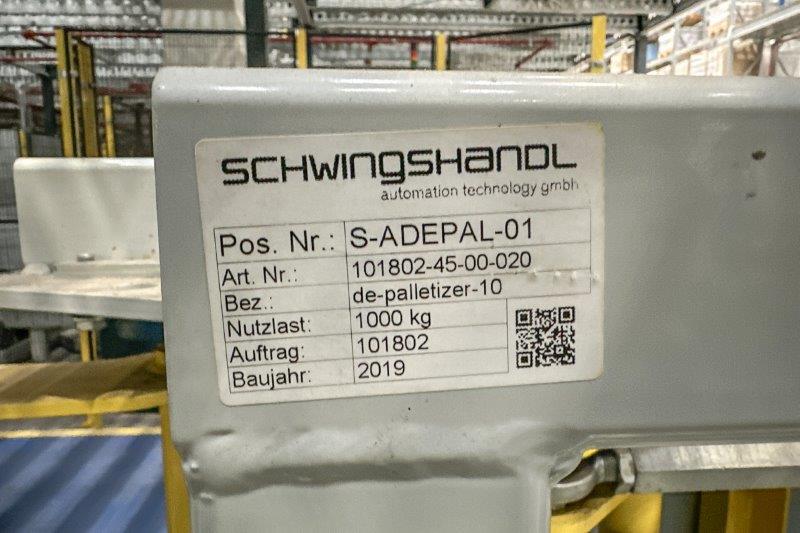 SCHWINGSHANDL
automation technology gmbh
Pos. Nr.: S-ADEPAL-01
Art. Nr.: 101802-45-00-020
Bez.: de-palletizer-10
Nutzlast: 1000 kg
Auftrag: 101802
Baujahr: 2019